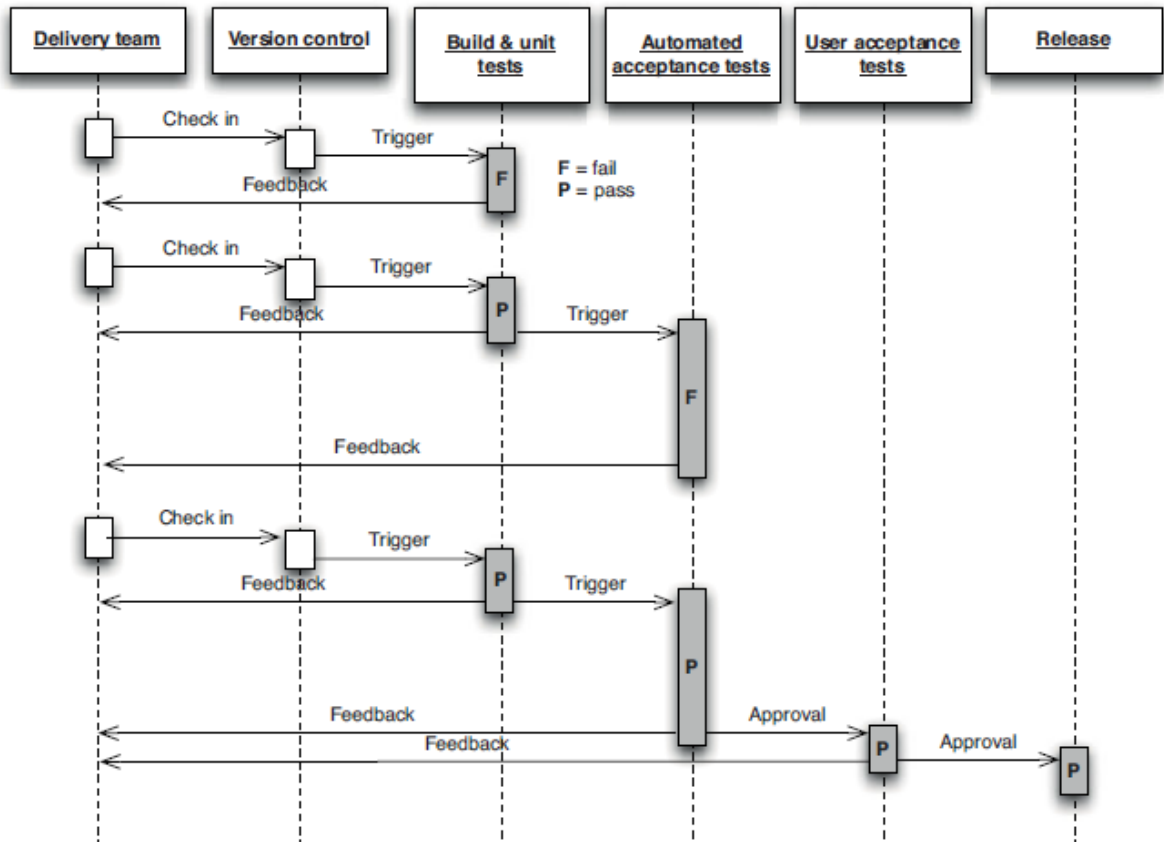 Delivery team
Version control
Build & unit
tests
Automated
acceptance tests
User acceptance
tests
Release
Check in
Trigger
F
F = fail
P = pass
Feedback
Check in
Trigger
P
Feedback
Trigger
F
Feedback
Check in
Trigger
P
Feedback
Trigger
P
Feedback
Approval
P
Feedback
Approval
P